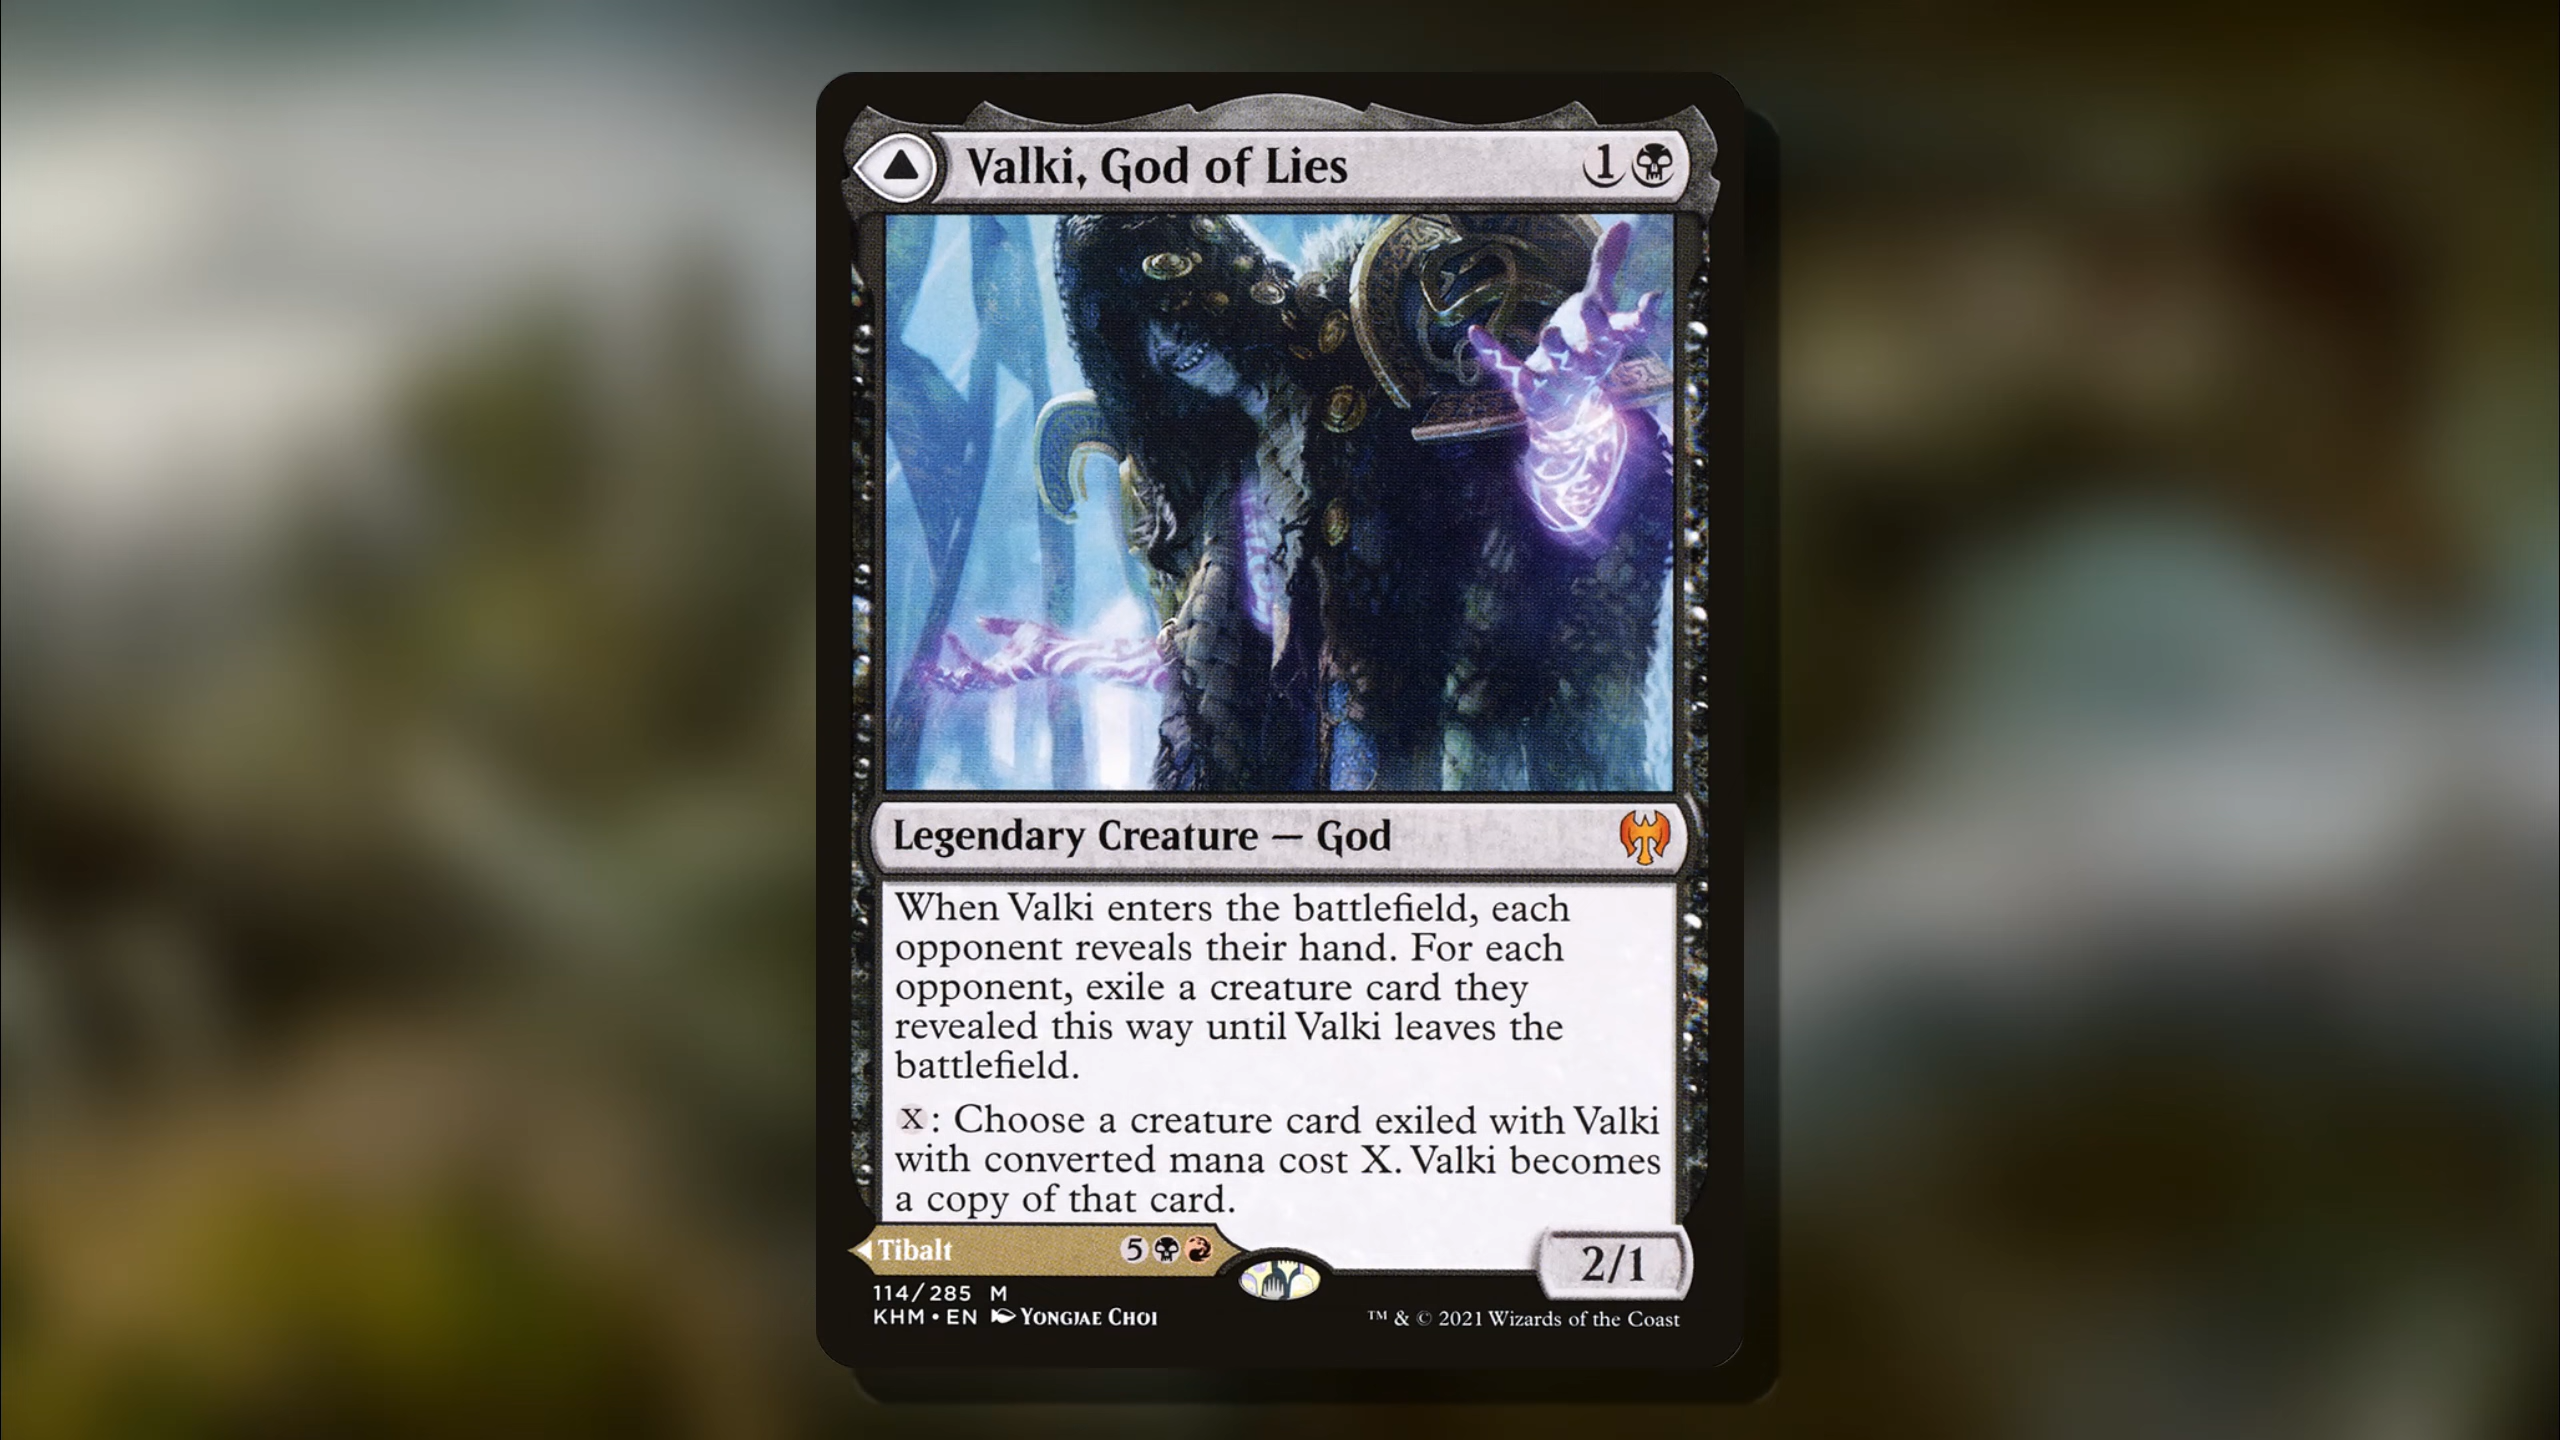 Valki, God of Lies 1
Legendary Creature — God
When Valki enters the battlefield, each
opponent reveals their hand. For each
opponent, exile a creature card they
revealed this way until Valki leaves the
battlefield.
X: Choose a creature card exiled with Valki
with converted mana cost X. Valki becomes
a copy of that card.
Tibalt 5
2/1
114/285 M
KHM • EN YONGJAE CHOI
™ & © 2021 Wizards of the Coast